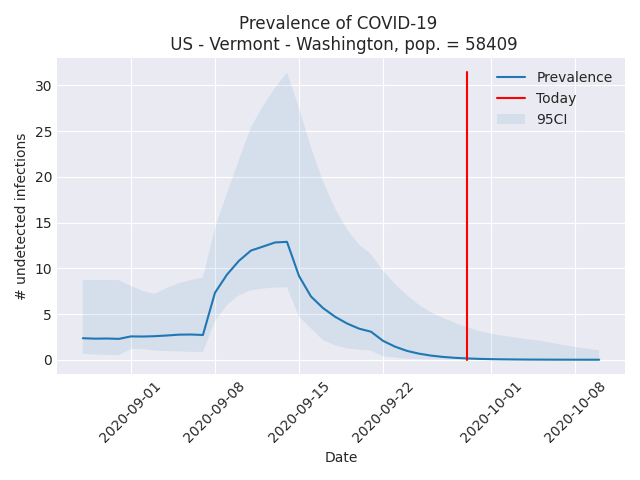 Prevalence of COVID-19
US - Vermont - Washington, pop. = 58409
Prevalence
Today
95CI
# undetected infections
30
25
20
15
10
5
0
2020-09-01
2020-09-08
2020-09-15
2020-09-22
2020-10-01
2020-10-08
Date